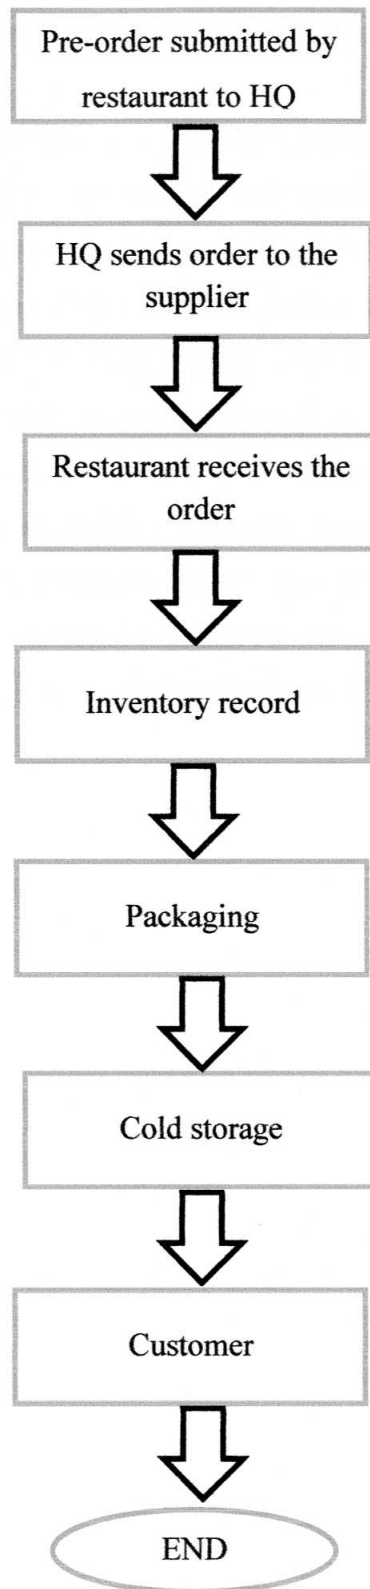 Pre-order submitted by
restaurant to HQ
HQ sends order to the
supplier
Restaurant receives the
order
Inventory record
Packaging
Cold storage
Customer
END